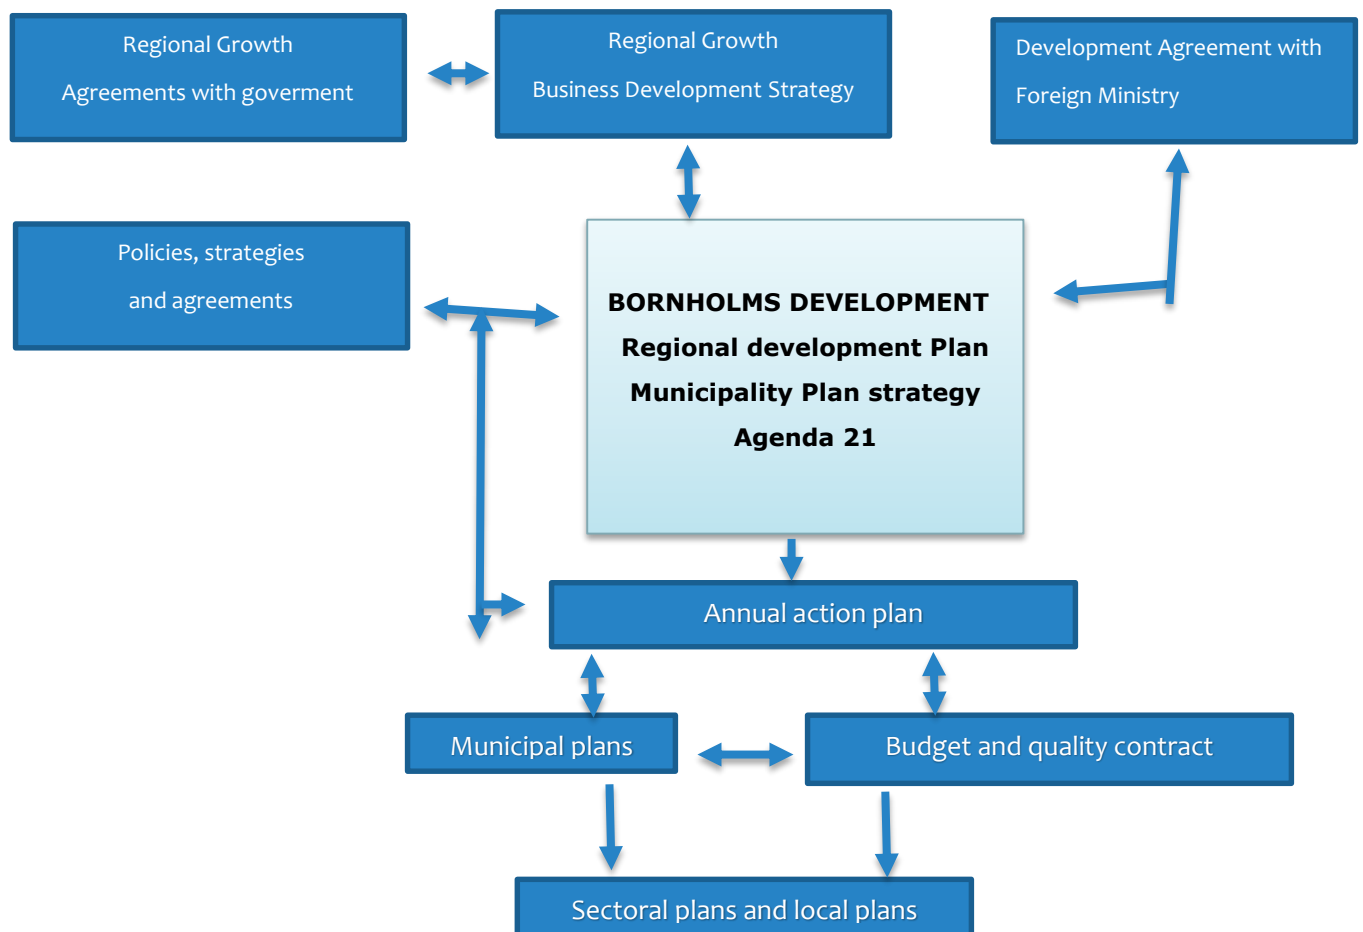 Regional Growth
Agreements with goverment
Regional Growth
Business Development Strategy
Development Agreement with
Foreign Ministry
Policies, strategies
and agreements
BORNHOLMS DEVELOPMENT
Regional development Plan
Municipality Plan strategy
Agenda 21
Annual action plan
Municipal plans
Budget and quality contract
Sectoral plans and local plans